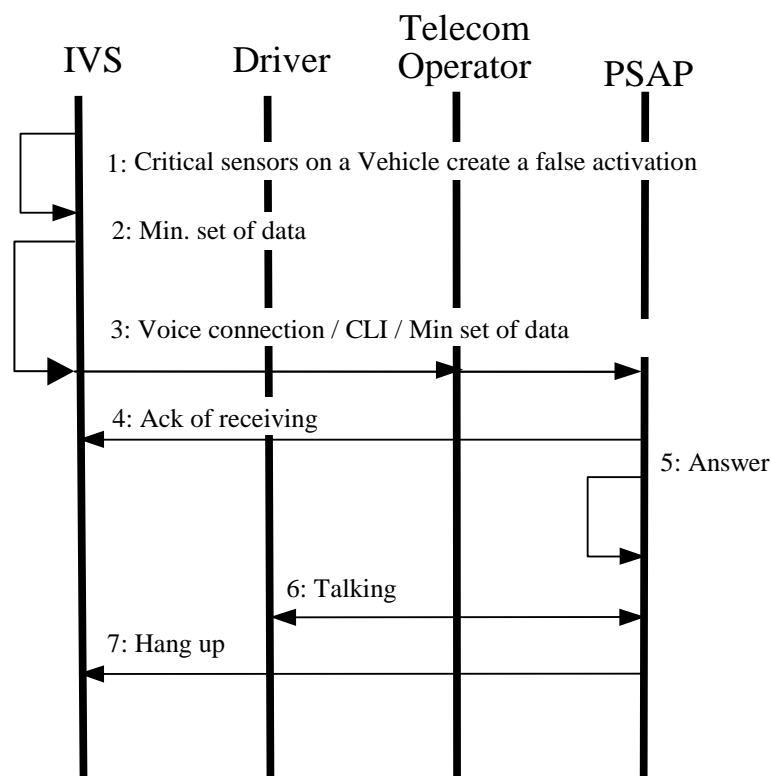 IVS
Driver
Telecom
Operator
PSAP
1: Critical sensors on a Vehicle create a false activation
2: Min. set of data
3: Voice connection / CLI / Min set of data
4: Ack of receiving
5: Answer
6: Talking
7: Hang up